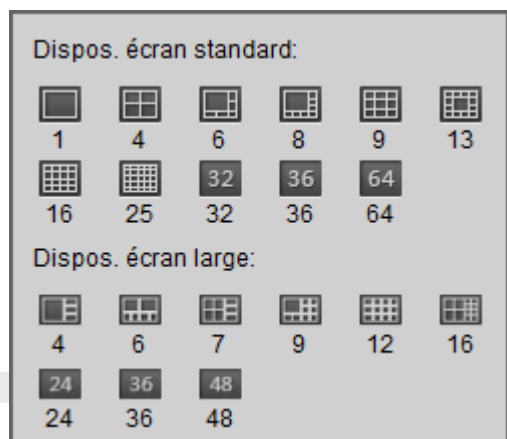 Dispos. écran standard:
1 4 6 8 9 13
32 36 64
16 25 32 36 64
Dispos. écran large:
4 6 7 9 12 16
24 36 48
24 36 48